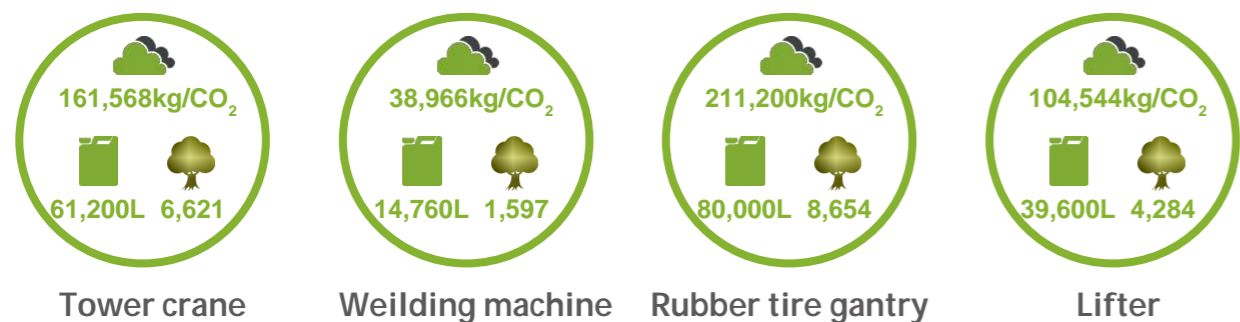 161,568kg/CO₂
61,200L 6,621
Tower crane
38,966kg/CO₂
14,760L 1,597
Weilding machine
211,200kg/CO₂
80,000L 8,654
Rubber tire gantry
104,544kg/CO₂
39,600L 4,284
Lifter